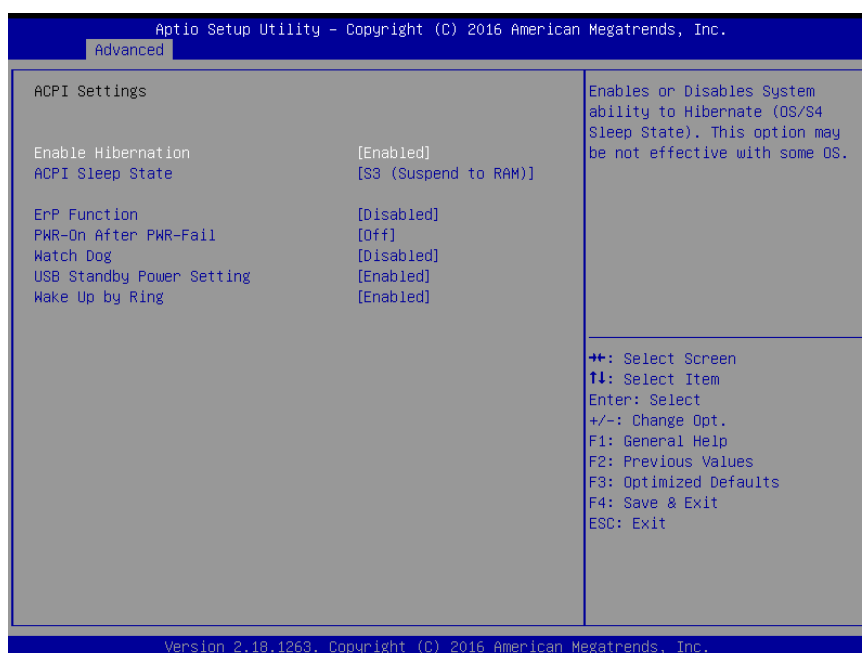 Aptio Setup Utility – Copyright (C) 2016 American Megatrends, Inc.
Advanced
ACPI Settings
Enable Hibernation [Enabled]
ACPI Sleep State [S3 (Suspend to RAM)]
ErP Function [Disabled]
PWR-On After PWR-Fail [Off]
Watch Dog [Disabled]
USB Standby Power Setting [Enabled]
Wake Up by Ring [Enabled]
Enables or Disables System
ability to Hibernate (OS/S4
Sleep State). This option may
be not effective with some OS.
→←: Select Screen
↑↓: Select Item
Enter: Select
+/-: Change Opt.
F1: General Help
F2: Previous Values
F3: Optimized Defaults
F4: Save & Exit
ESC: Exit
Version 2.18.1263. Copyright (C) 2016 American Megatrends, Inc.